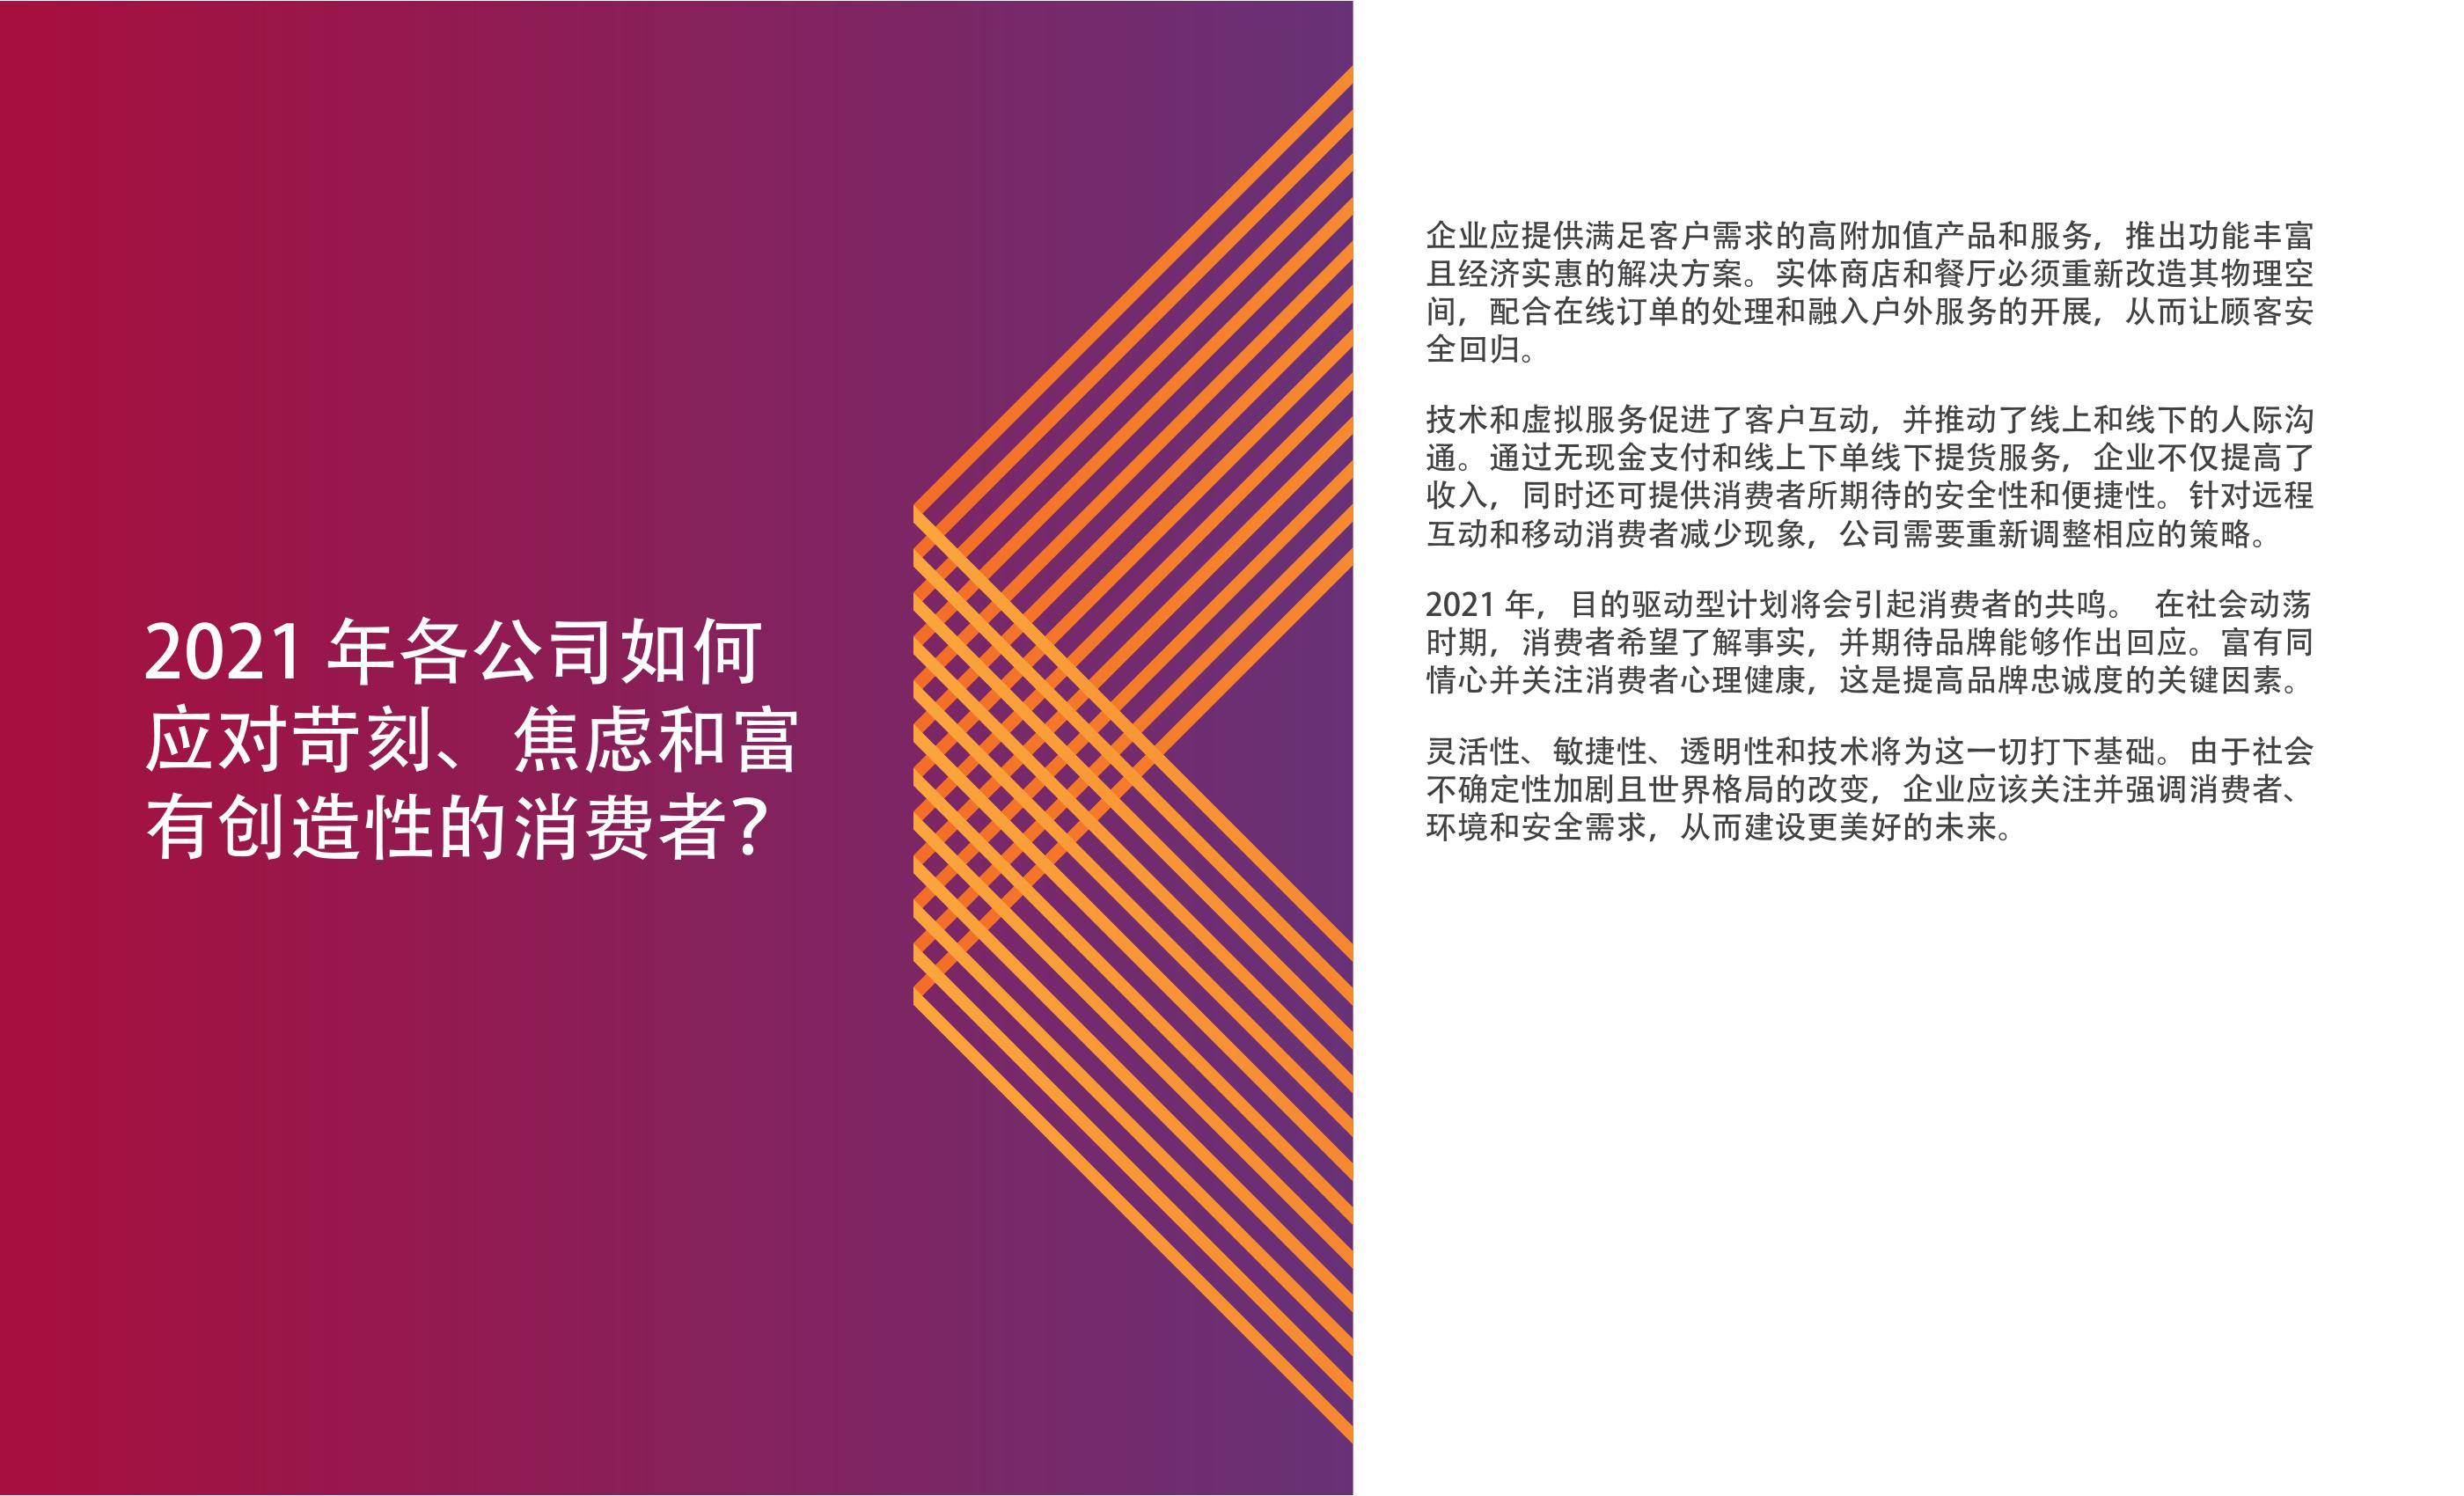 2021 年各公司如何
应对苛刻、焦虑和富
有创造性的消费者?
企业应提供满足客户需求的高附加值产品和服务，推出功能丰富
且经济实惠的解决方案。实体商店和餐厅必须重新改造其物理空
间，配合在线订单的处理和融入户外服务的开展，从而让顾客安
全回归。
技术和虚拟服务促进了客户互动，并推动了线上和线下的人际沟
通。通过无现金支付和线上下单线下提货服务，企业不仅提高了
收入，同时还可提供消费者所期待的安全性和便捷性。针对远程
互动和移动消费者减少现象，公司需要重新调整相应的策略。
2021 年，目的驱动型计划将会引起消费者的共鸣。 在社会动荡
时期，消费者希望了解事实，并期待品牌能够作出回应。富有同
情心并关注消费者心理健康，这是提高品牌忠诚度的关键因素。
灵活性、敏捷性、透明性和技术将为这一切打下基础。由于社会
不确定性加剧且世界格局的改变，企业应该关注并强调消费者、
环境和安全需求，从而建设更美好的未来。